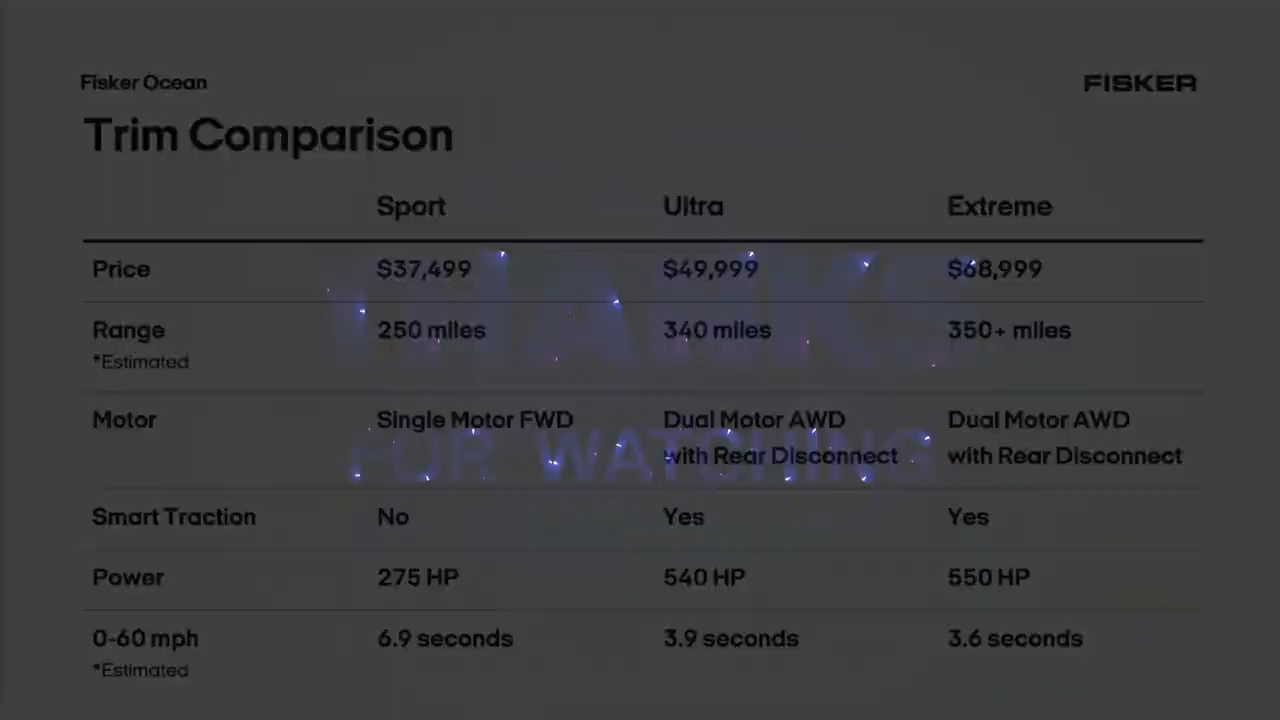 Fisker Ocean
FISKER
Trim Comparison
Sport Ultra Extreme
Price $37,499 $49,999 $68,999
Range 250 miles 340 miles 350+ miles
*Estimated
Motor Single Motor FWD Dual Motor AWD Dual Motor AWD
with Rear Disconnect with Rear Disconnect
Smart Traction No Yes Yes
Power 275 HP 540 HP 550 HP
0-60 mph 6.9 seconds 3.9 seconds 3.6 seconds
*Estimated
THANKS
FOR WATCHING